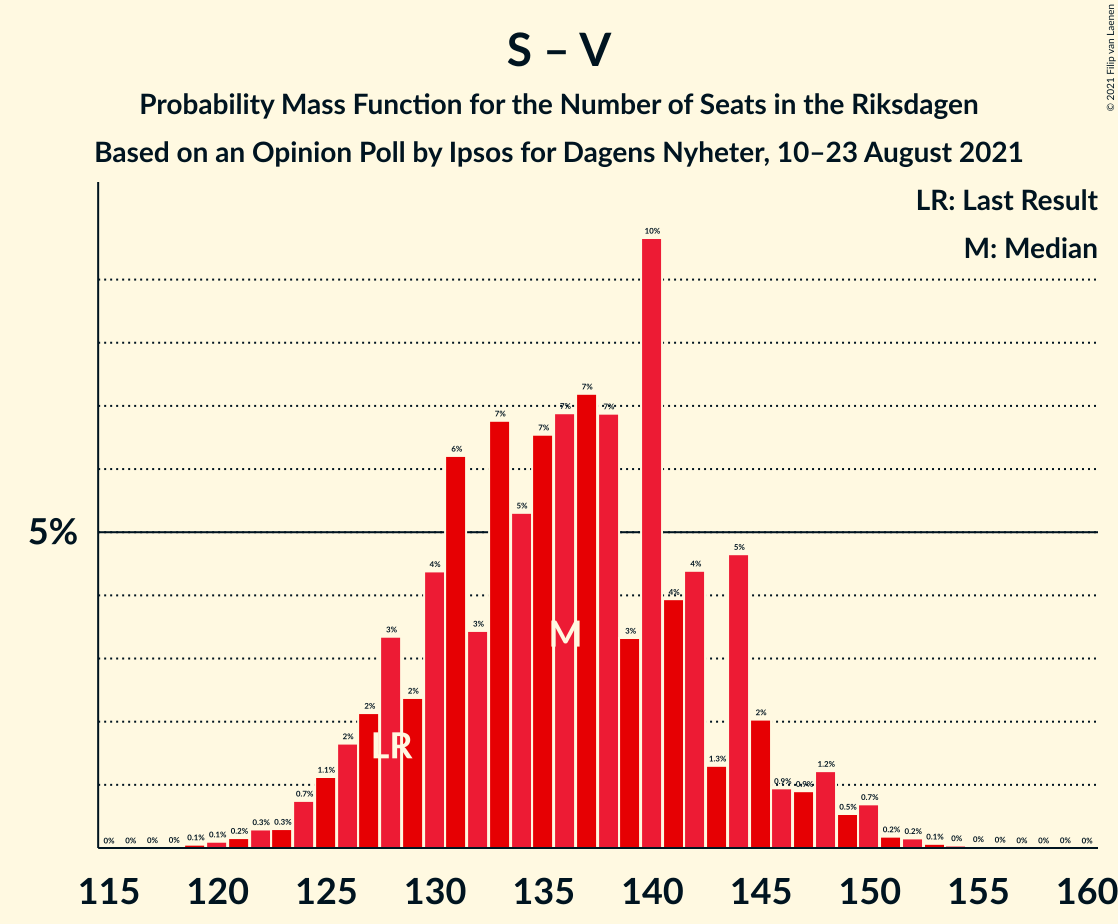 S – V
Probability Mass Function for the Number of Seats in the Riksdagen
Based on an Opinion Poll by Ipsos for Dagens Nyheter, 10–23 August 2021
© 2021 Filip van Laenen
LR: Last Result
M: Median
5%
0% 0% 0% 0% 0.1% 0.1% 0.2% 0.3% 0.3% 0.7% 1.1% 2% 2% 3% 2% 4% 6% 3% 7% 5% 7% 7% 7% 7% 3% 10% 4% 4% 1.3% 5% 2% 0.9% 0.9% 1.2% 0.5% 0.7% 0.2% 0.2% 0.1% 0% 0% 0% 0% 0% 0% 0%
LR
M
115 120 125 130 135 140 145 150 155 160